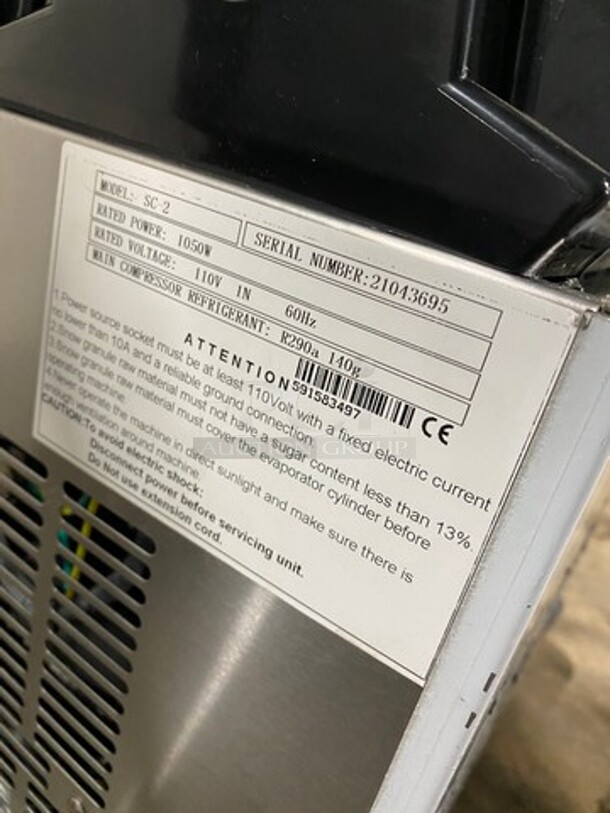 MODEL: SC-2
SERIAL NUMBER:21043695
RATED POWER: 1050W
RATED VOLTAGE: 110V 1N 60Hz
MAIN COMPRESSOR REFRIGERANT: R290a 140g
ATTENTION
591583497
CE
1.Power source socket must be at least 110Volt with a fixed electric current
no lower than 10A and a reliable ground connection.
2.Snow granule raw material must not have a sugar content less than 13%.
3.Snow granule raw material must cover the evaporator cylinder before
operating machine.
4.Never operate the machine in direct sunlight and make sure there is
enough ventilation around machine.
CAUTION:To avoid electric shock:
Disconnect power before servicing unit.
Do Not use extension cord.
AUCTION GROUP